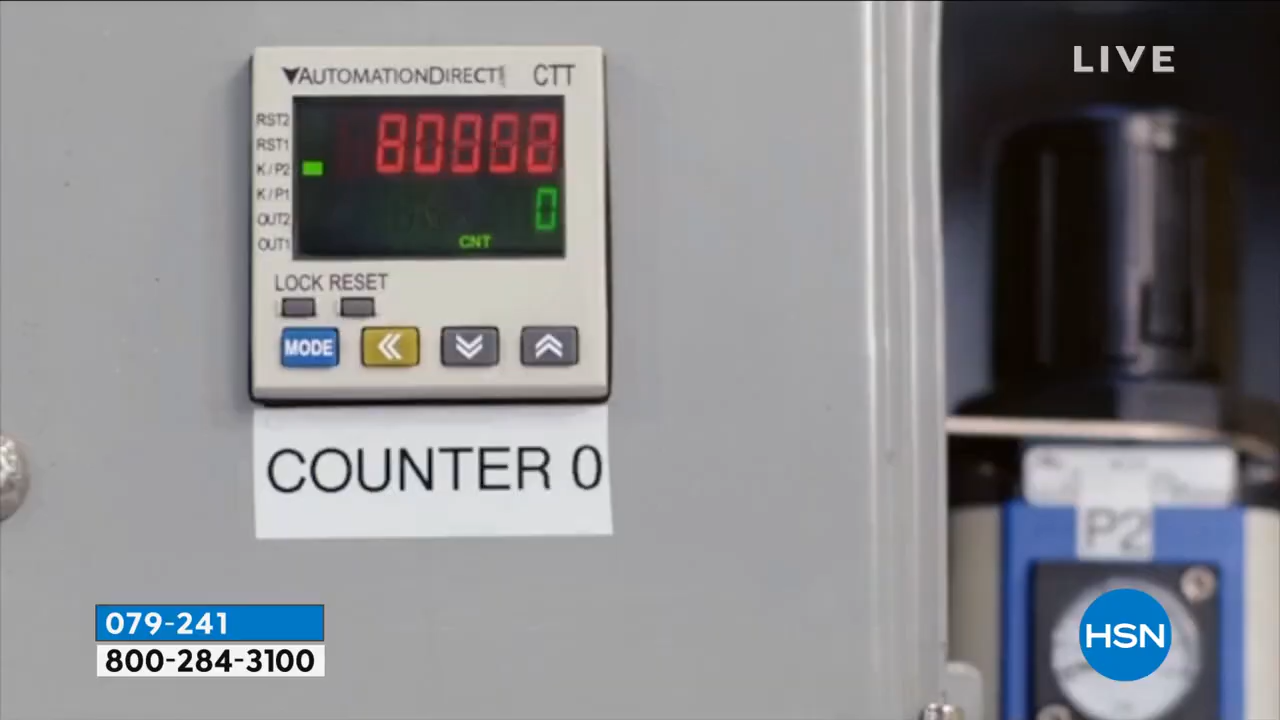 LIVE
AUTOMATIONDIRECT CTT
RST2
RST1
K/P2
K/P1
OUT2
OUT1
0
CNT
LOCK RESET
MODE
COUNTER 0
P2
079-241
800-284-3100
HSN